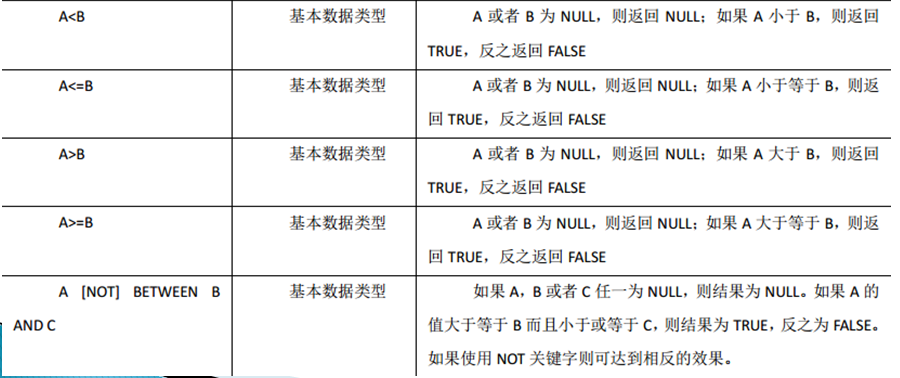 A<B 基本数据类型 A 或者 B 为 NULL，则返回 NULL；如果 A 小于 B，则返回
TRUE，反之返回 FALSE
A<=B 基本数据类型 A 或者 B 为 NULL，则返回 NULL；如果 A 小于等于 B，则返
回 TRUE，反之返回 FALSE
A>B 基本数据类型 A 或者 B 为 NULL，则返回 NULL；如果 A 大于 B，则返回
TRUE，反之返回 FALSE
A>=B 基本数据类型 A 或者 B 为 NULL，则返回 NULL；如果 A 大于等于 B，则返
回 TRUE，反之返回 FALSE
A [NOT] BETWEEN B 基本数据类型 如果 A，B 或者 C 任一为 NULL，则结果为 NULL。如果 A 的
AND C 值大于等于 B 而且小于或等于 C，则结果为 TRUE，反之为 FALSE。
如果使用 NOT 关键字则可达到相反的效果。